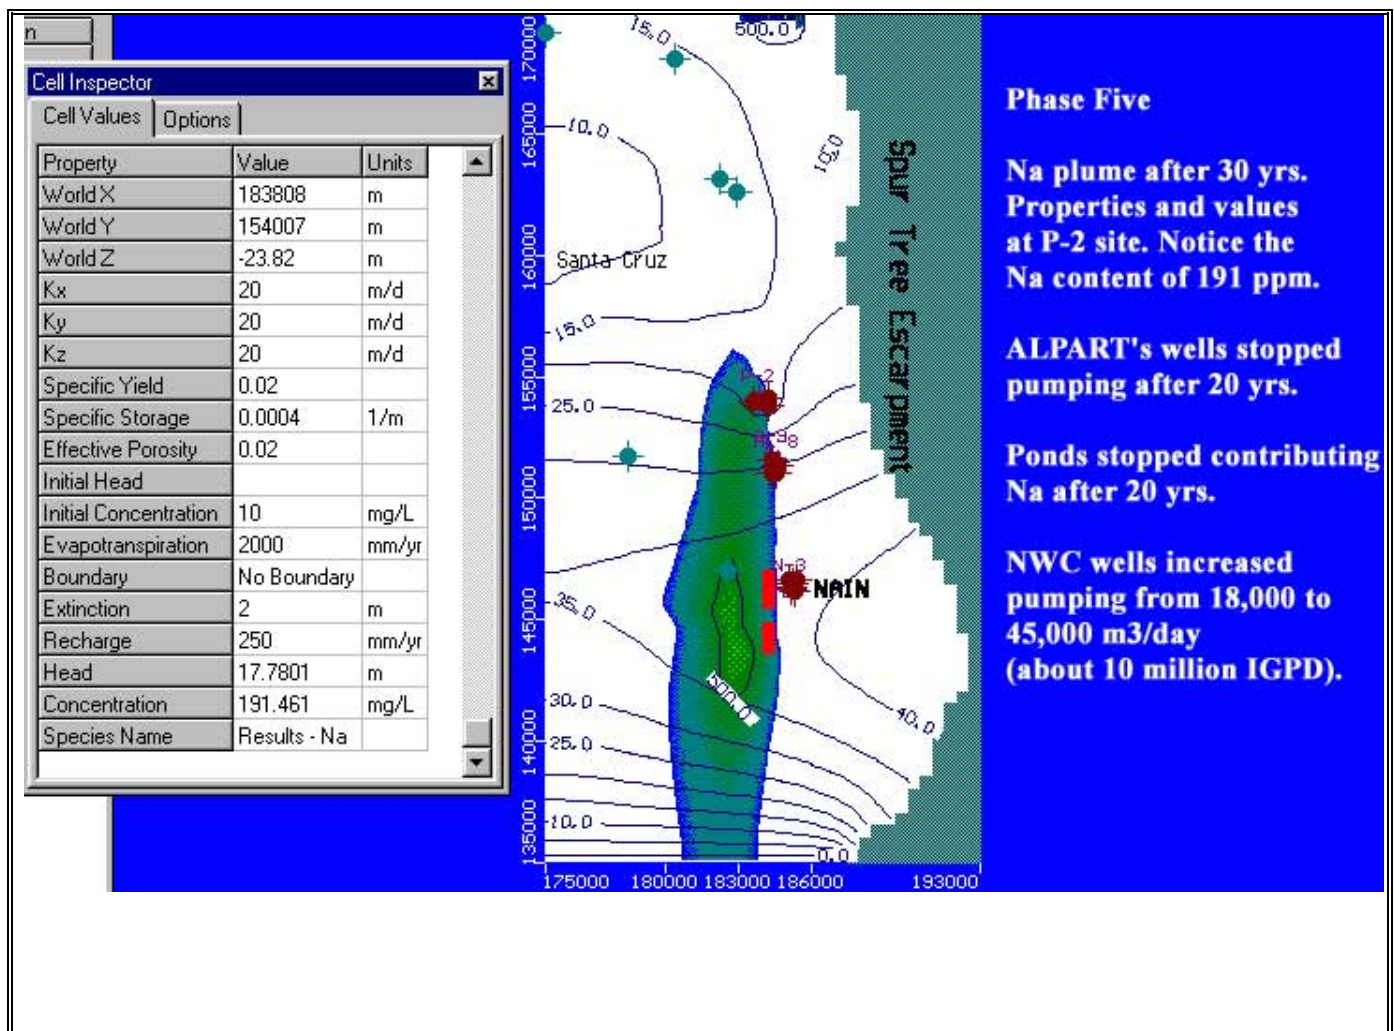 n
Cell Inspector
Cell Values Options
Property Value Units
World X 183808 m
World Y 154007 m
World Z -23.82 m
Kx 20 m/d
Ky 20 m/d
Kz 20 m/d
Specific Yield 0.02
Specific Storage 0.0004 1/m
Effective Porosity 0.02
Initial Head
Initial Concentration 10 mg/L
Evapotranspiration 2000 mm/yr
Boundary No Boundary
Extinction 2 m
Recharge 250 mm/yr
Head 17.7801 m
Concentration 191.461 mg/L
Species Name Results - Na
170000
165000
160000
155000
150000
145000
140000
135000
15.0
500.0
10.0
Santa Cruz
15.0
25.0
35.0
NAIN
500.0
30.0
40.0
25.0
10.0
0.0
175000 180000 183000 186000 193000
Spur Tree Escarpment
Phase Five
Na plume after 30 yrs.
Properties and values
at P-2 site. Notice the
Na content of 191 ppm.
ALPART's wells stopped
pumping after 20 yrs.
Ponds stopped contributing
Na after 20 yrs.
NWC wells increased
pumping from 18,000 to
45,000 m3/day
(about 10 million IGPD).